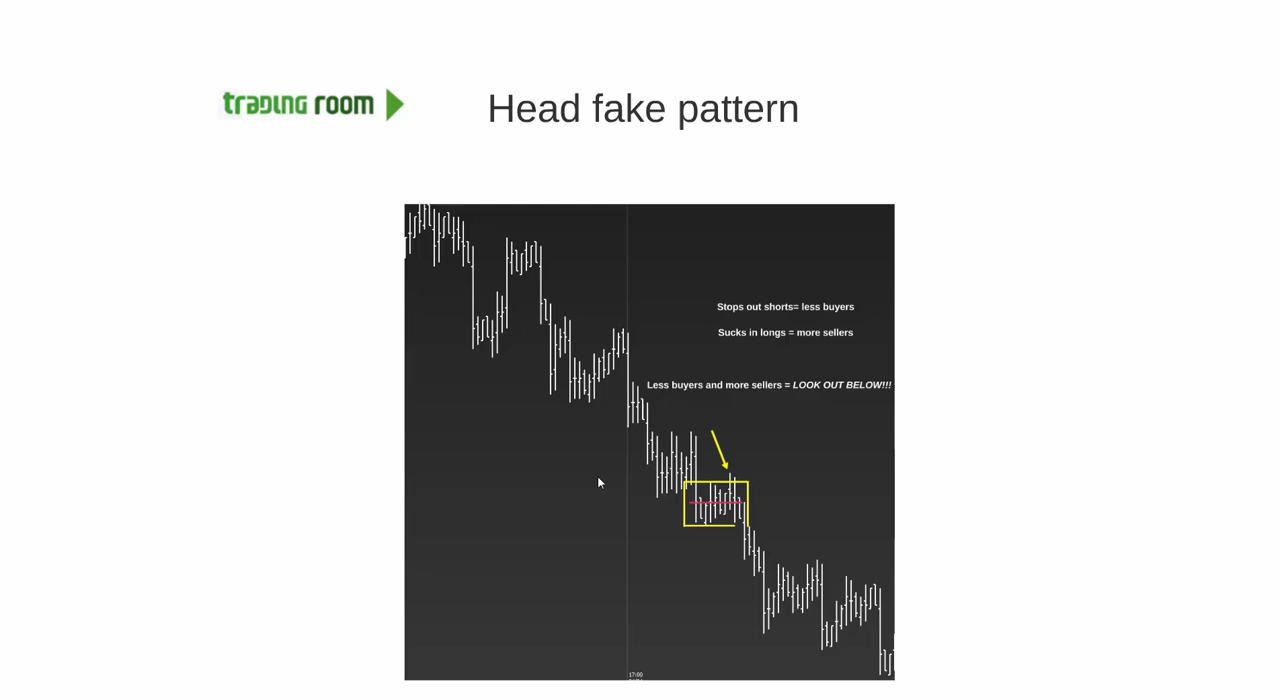 trading room
Head fake pattern
Stops out shorts= less buyers
Sucks in longs = more sellers
Less buyers and more sellers = LOOK OUT BELOW!!!
17:00